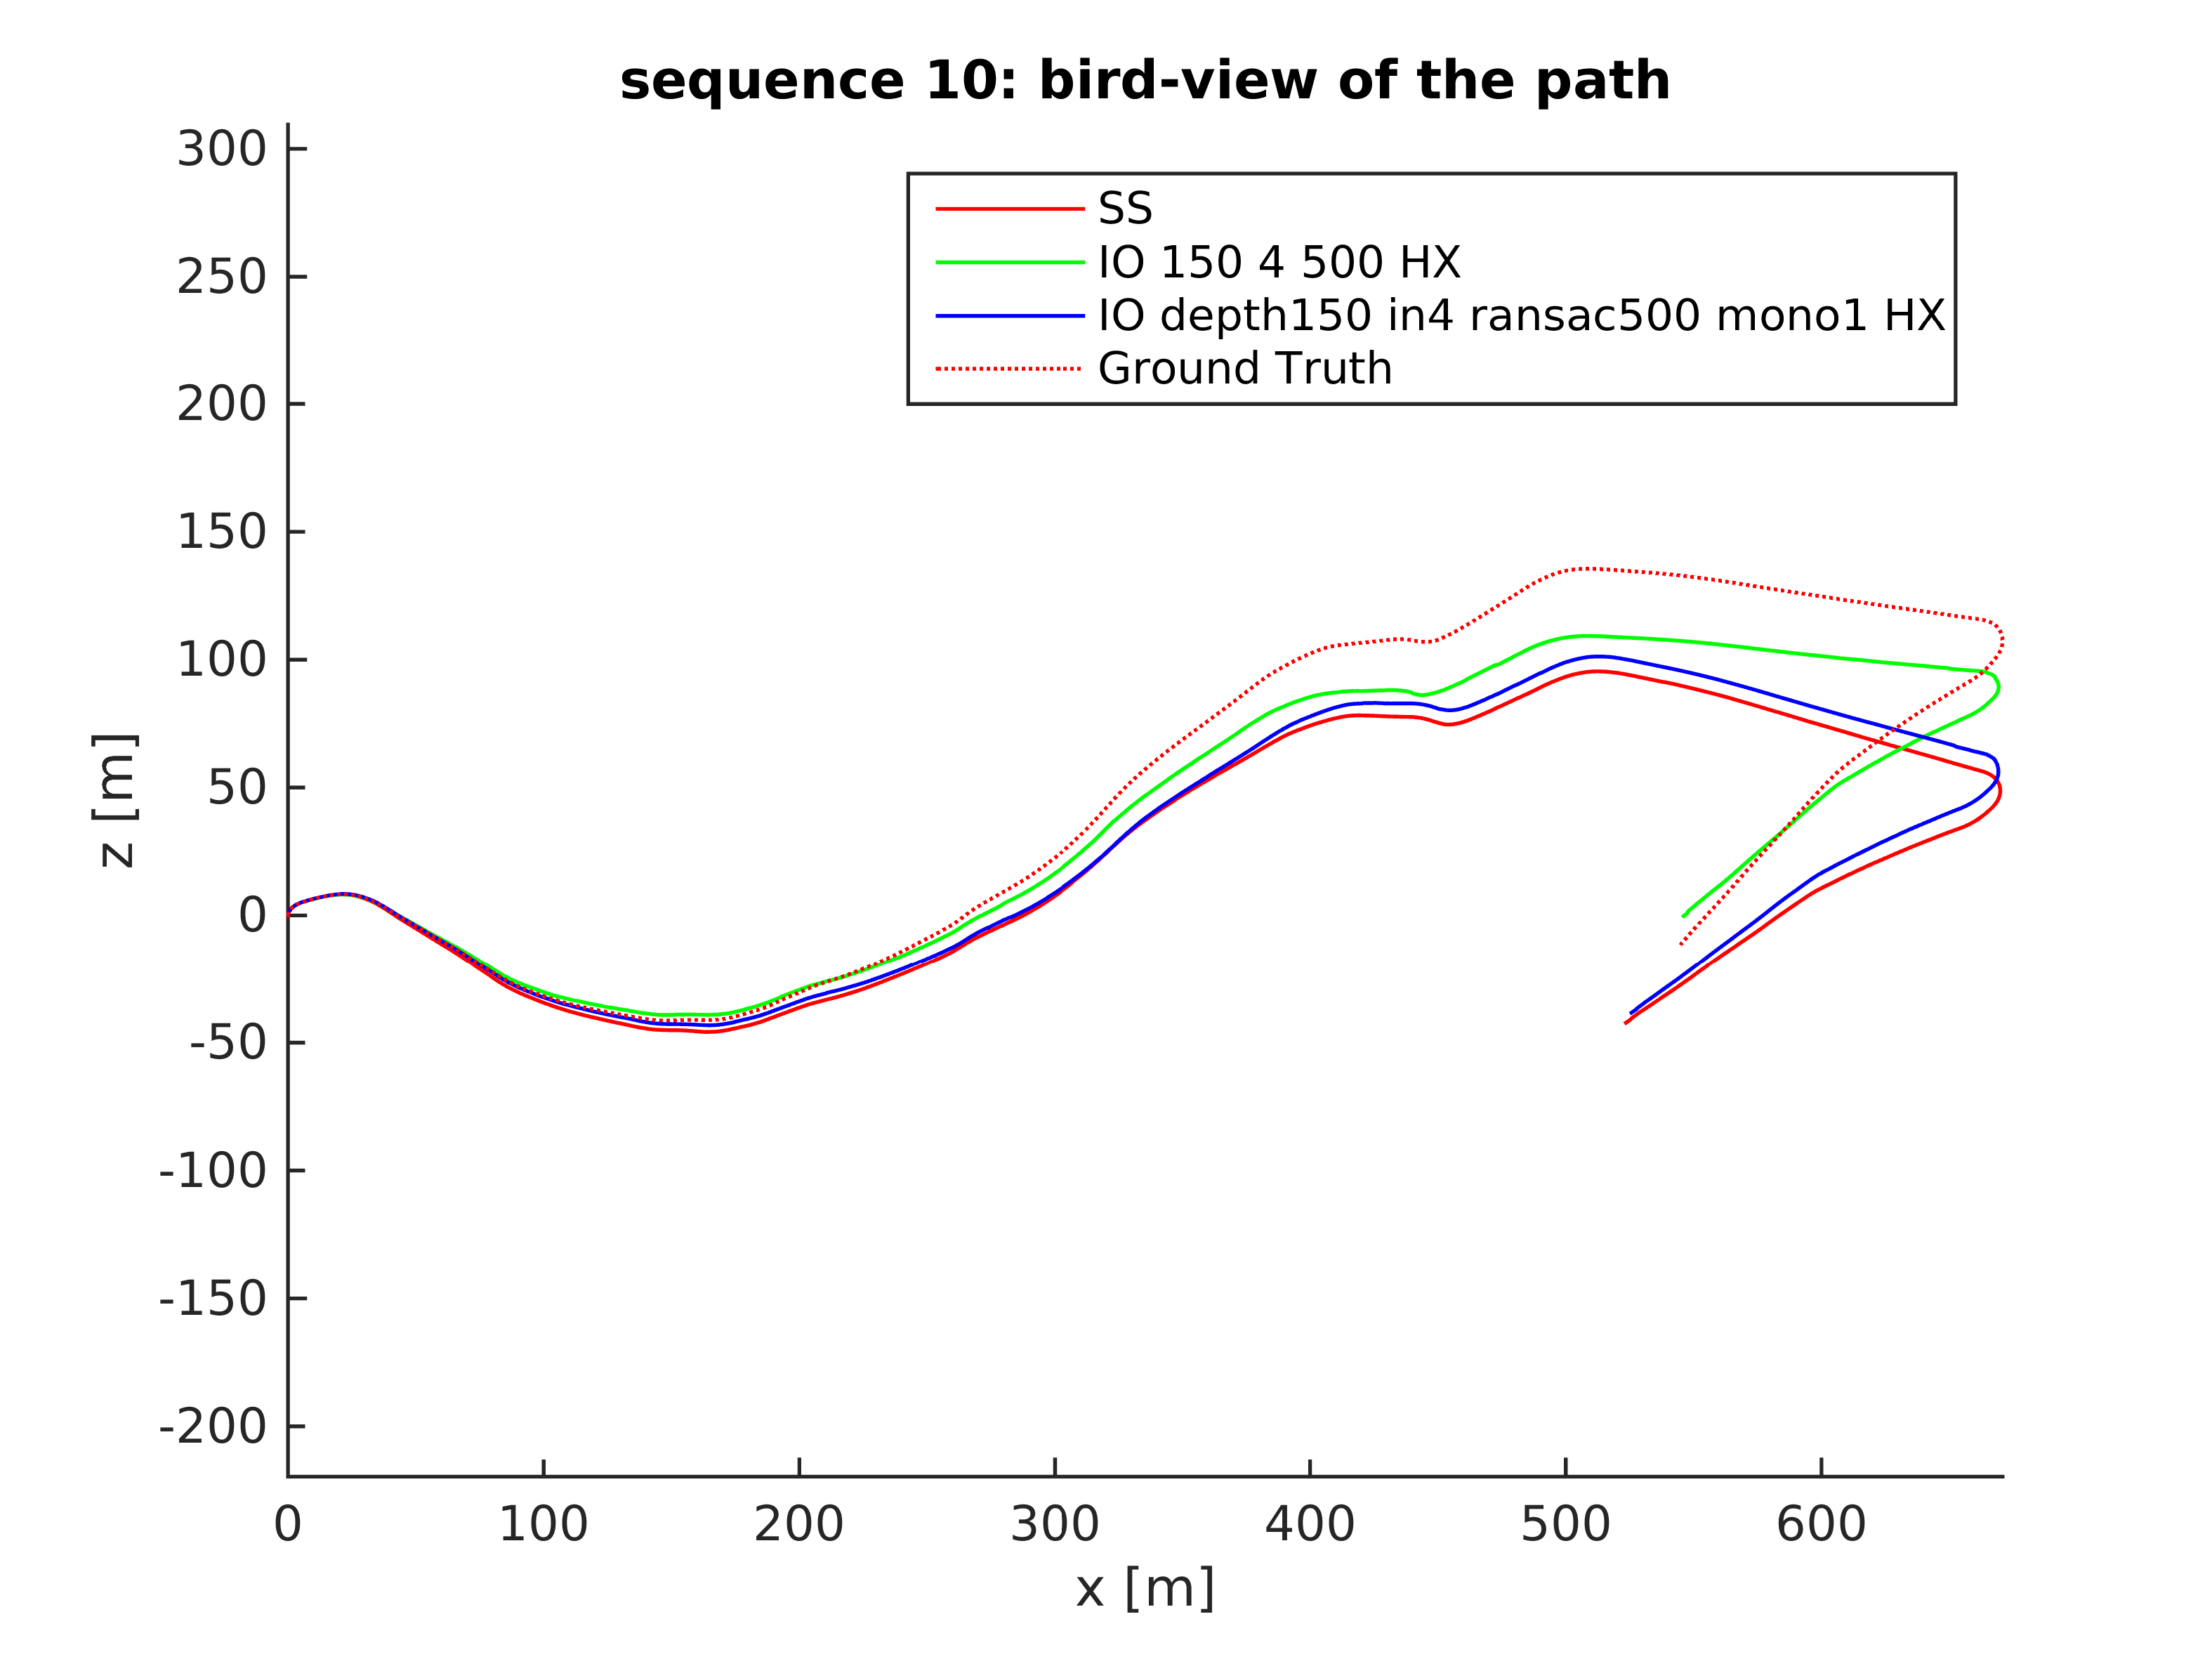 sequence 10: bird-view of the path
300
250
200
150
100
50
0
-50
-100
-150
-200
z [m]
SS
IO 150 4 500 HX
IO depth150 in4 ransac500 mono1 HX
Ground Truth
0 100 200 300 400 500 600
x [m]